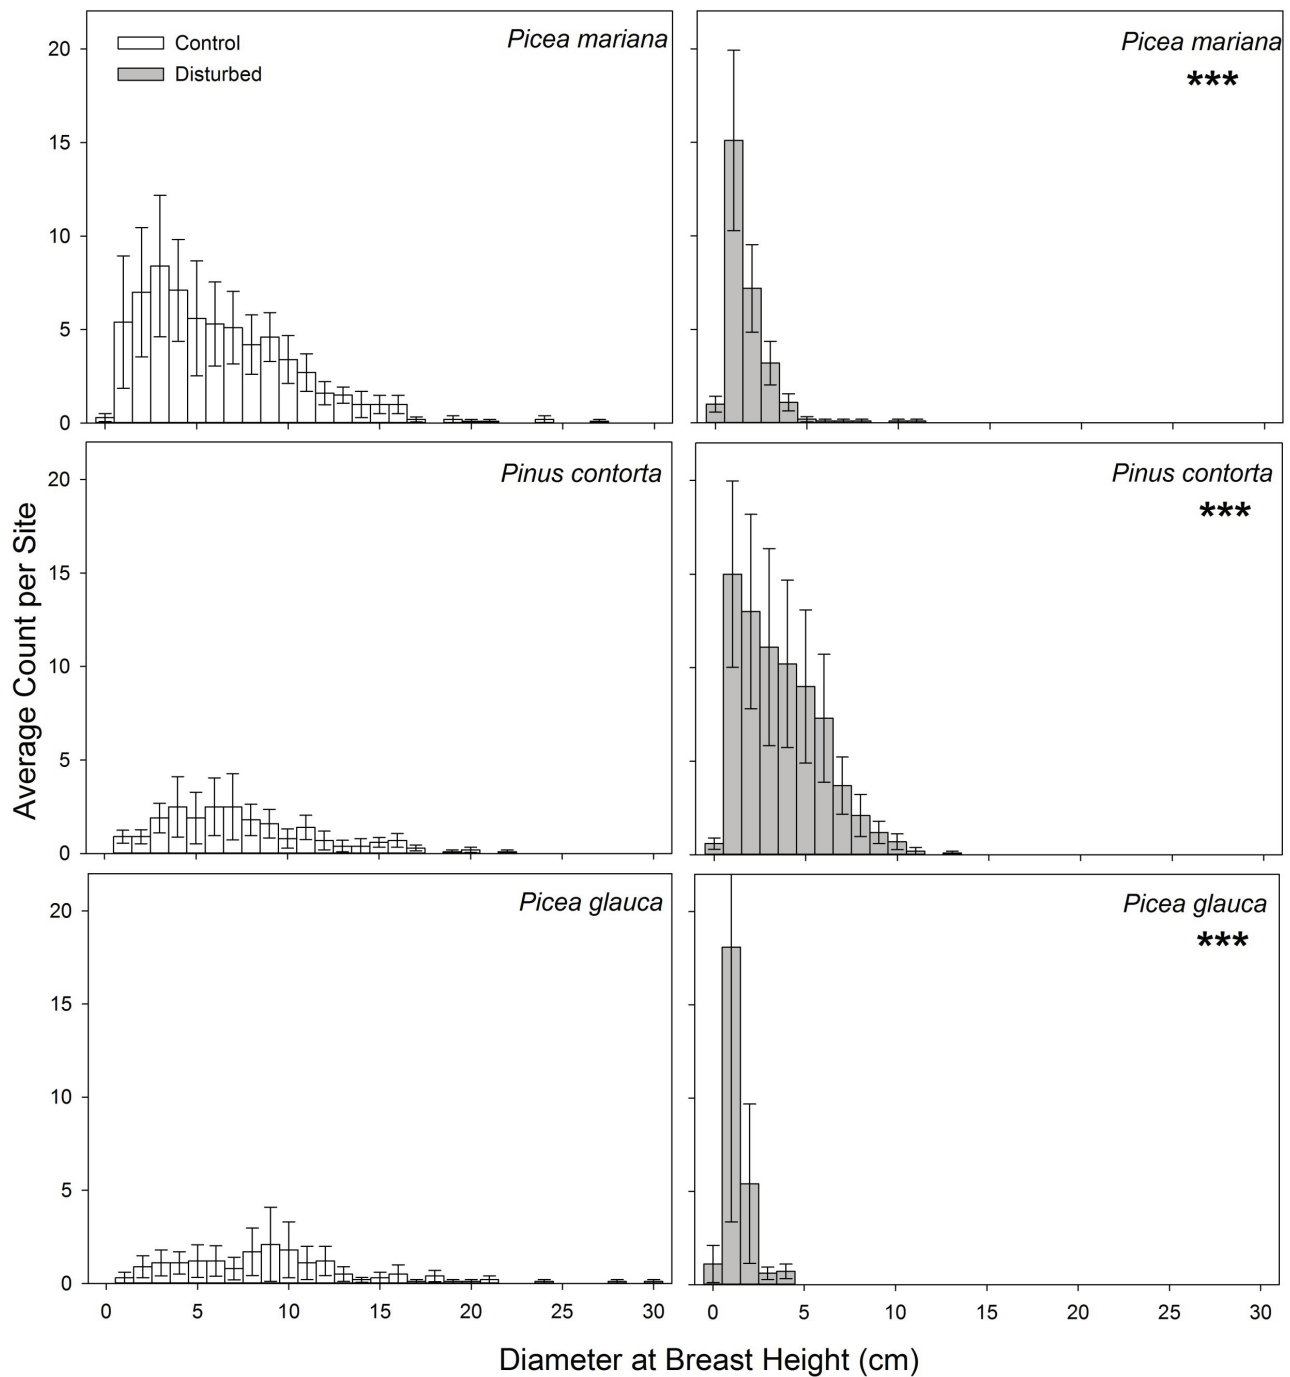 Picea mariana
Control
Disturbed
Picea mariana
***
20
15
10
5
0
Pinus contorta
Pinus contorta
***
20
15
10
5
0
Average Count per Site
Picea glauca
Picea glauca
***
20
15
10
5
0
0 5 10 15 20 25 30
0 5 10 15 20 25 30
Diameter at Breast Height (cm)